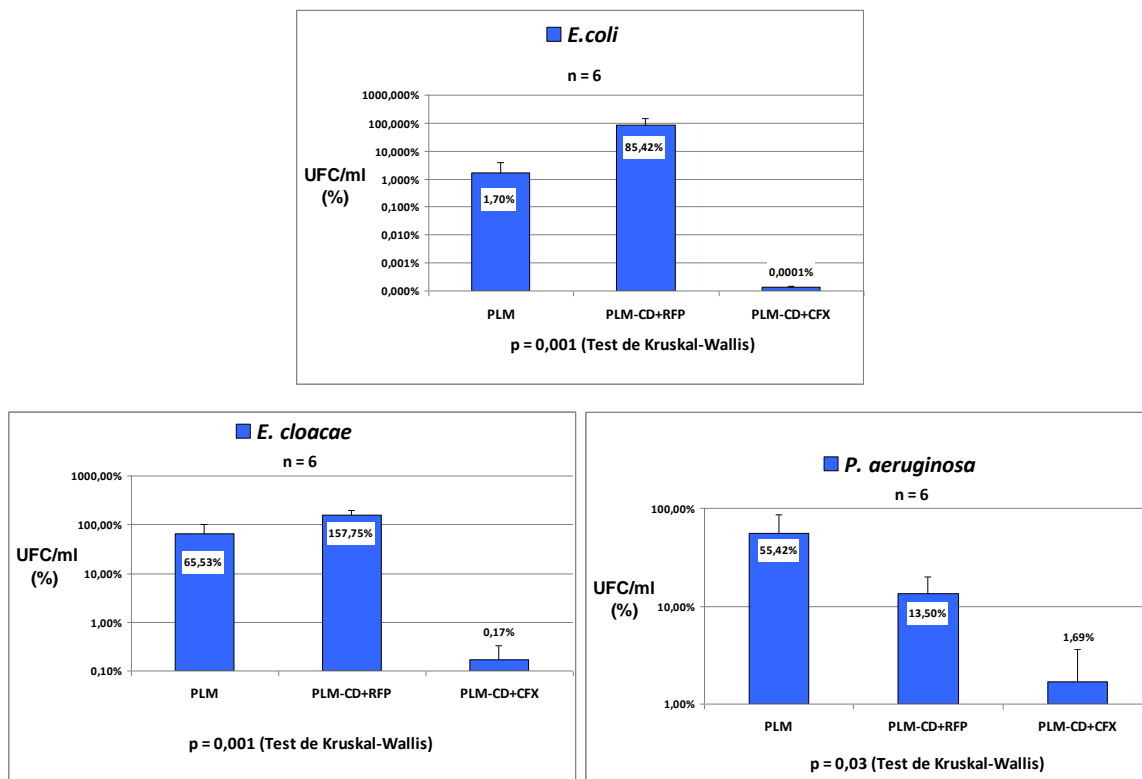 E.coli
n = 6
1000,000%
100,000%
10,000%
1,000%
0,100%
0,010%
0,001%
0,000%
UFC/ml
(%)
1,70%
85,42%
0,0001%
PLM
PLM-CD+RFP
PLM-CD+CFX
p = 0,001 (Test de Kruskal-Wallis)
E. cloacae
n = 6
1000,00%
100,00%
10,00%
1,00%
0,10%
UFC/ml
(%)
65,53%
157,75%
0,17%
PLM
PLM-CD+RFP
PLM-CD+CFX
p = 0,001 (Test de Kruskal-Wallis)
P. aeruginosa
n = 6
100,00%
10,00%
1,00%
UFC/ml
(%)
55,42%
13,50%
1,69%
PLM
PLM-CD+RFP
PLM-CD+CFX
p = 0,03 (Test de Kruskal-Wallis)